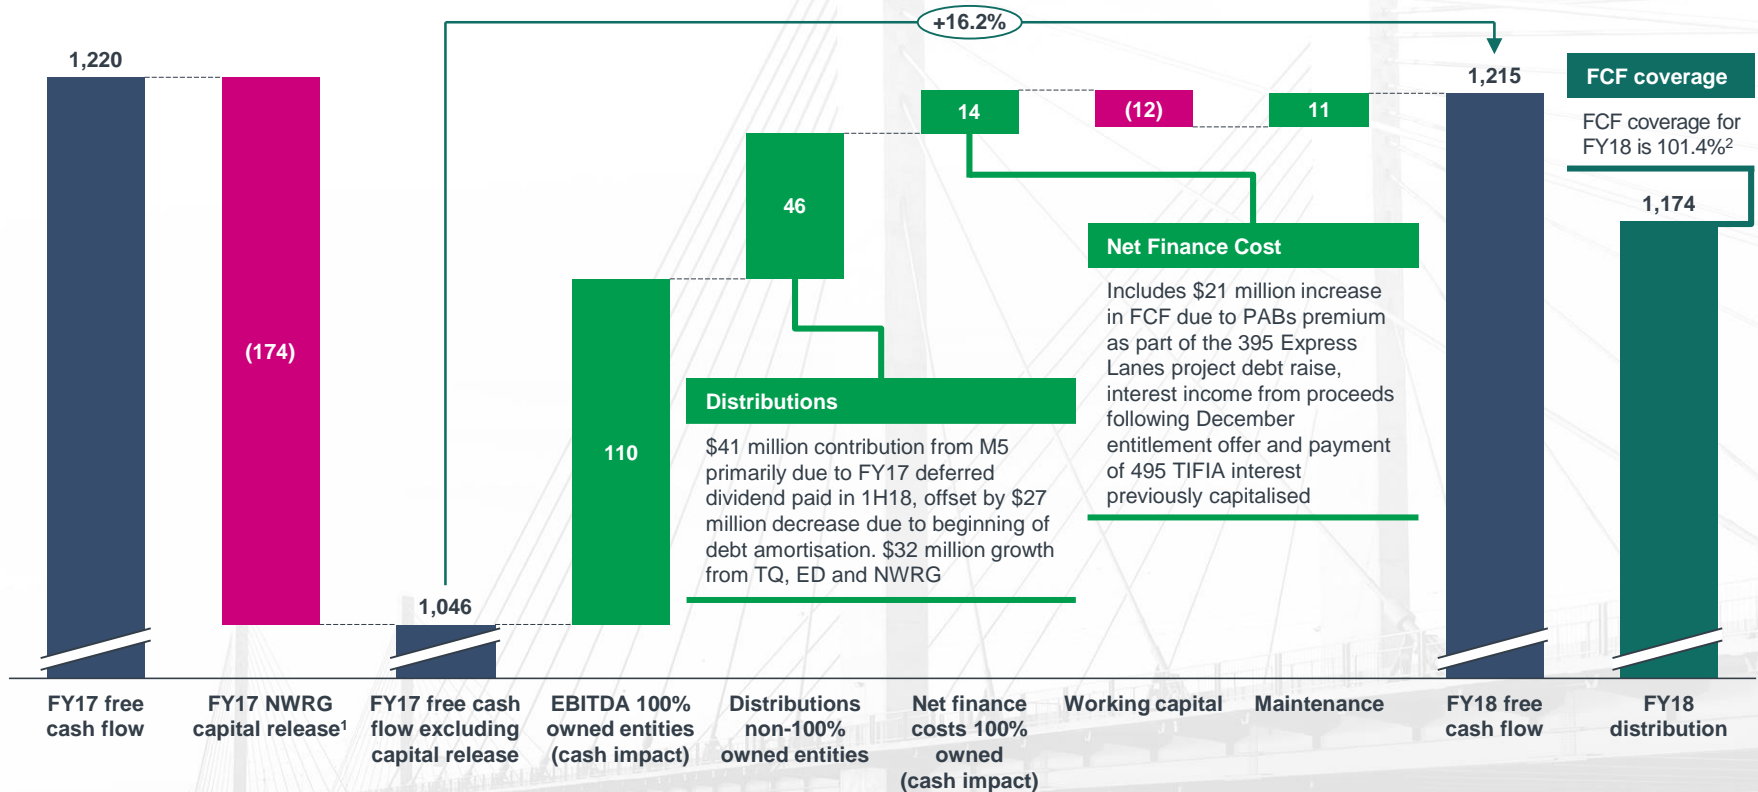 +16.2%
1,220
(174)
1,046
110
46
14
(12)
11
1,215
FCF coverage
FCF coverage for
FY18 is 101.4%²
1,174
Distributions
$41 million contribution from M5
primarily due to FY17 deferred
dividend paid in 1H18, offset by $27
million decrease due to beginning of
debt amortisation. $32 million growth
from TQ, ED and NWRG
Net Finance Cost
Includes $21 million increase
in FCF due to PABs premium
as part of the 395 Express
Lanes project debt raise,
interest income from proceeds
following December
entitlement offer and payment
of 495 TIFIA interest
previously capitalised
FY17 free
cash flow
FY17 NWRG
capital release¹
FY17 free cash
flow excluding
capital release
EBITDA 100%
owned entities
(cash impact)
Distributions
non-100%
owned entities
Net finance
costs 100%
owned
(cash impact)
Working capital
Maintenance
FY18 free
cash flow
FY18
distribution